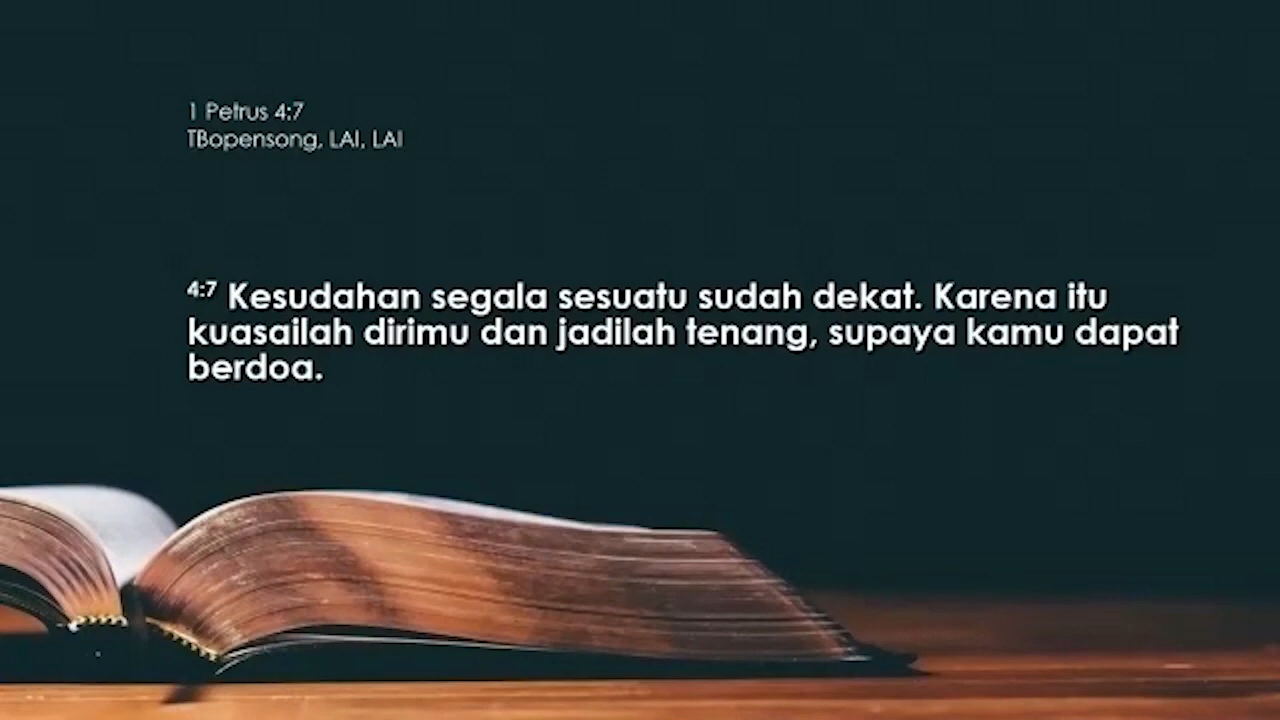 1 Petrus 4:7
TBopensong, LAI, LAI
4:7 Kesudahan segala sesuatu sudah dekat. Karena itu
kuasailah dirimu dan jadilah tenang, supaya kamu dapat
berdoa.